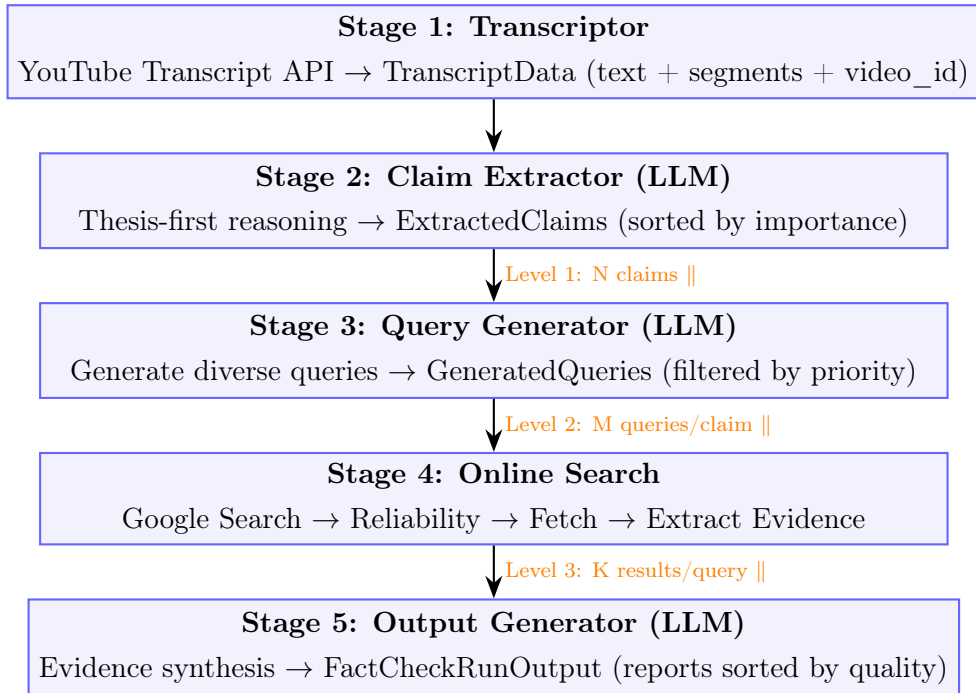 Stage 1: Transcriptor
YouTube Transcript API → TranscriptData (text + segments + video_id)
Stage 2: Claim Extractor (LLM)
Thesis-first reasoning → ExtractedClaims (sorted by importance)
Level 1: N claims ∥
Stage 3: Query Generator (LLM)
Generate diverse queries → GeneratedQueries (filtered by priority)
Level 2: M queries/claim ∥
Stage 4: Online Search
Google Search → Reliability → Fetch → Extract Evidence
Level 3: K results/query ∥
Stage 5: Output Generator (LLM)
Evidence synthesis → FactCheckRunOutput (reports sorted by quality)